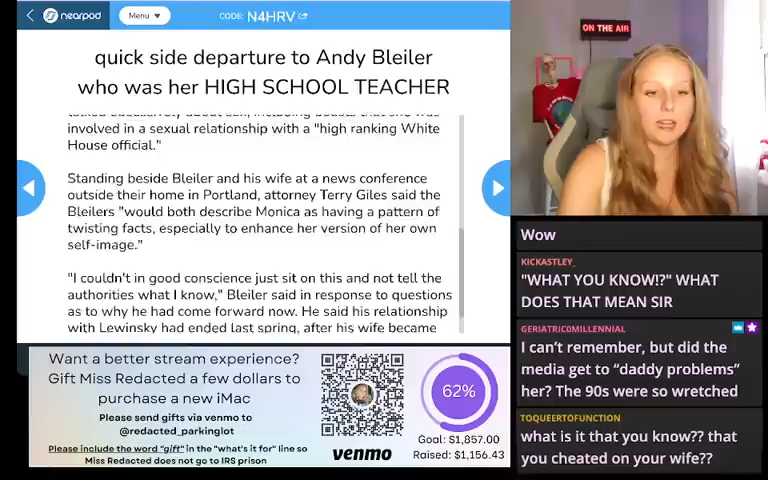 nearpod
Menu
CODE: N4HRV
ON THE AIR
quick side departure to Andy Bleiler
who was her HIGH SCHOOL TEACHER
involved in a sexual relationship with a "high ranking White
House official."
Standing beside Bleiler and his wife at a news conference
outside their home in Portland, attorney Terry Giles said the
Bleilers "would both describe Monica as having a pattern of
twisting facts, especially to enhance her version of her own
self-image."
"I couldn't in good conscience just sit on this and not tell the
authorities what I know," Bleiler said in response to questions
as to why he had come forward now. He said his relationship
with Lewinsky had ended last spring, after his wife became
Wow
KICKASTLEY_
"WHAT YOU KNOW!?" WHAT
DOES THAT MEAN SIR
GERIATRIC0MILLENNIAL
I can't remember, but did the
media get to "daddy problems"
her? The 90s were so wretched
TOQUEERTOFUNCTION
what is it that you know?? that
you cheated on your wife??
Want a better stream experience?
Gift Miss Redacted a few dollars to
purchase a new iMac
Please send gifts via venmo to
@redacted_parkinglot
Please include the word "gift" in the "what's it for" line so
Miss Redacted does not go to IRS prison
venmo
62%
Goal: $1,857.00
Raised: $1,156.43